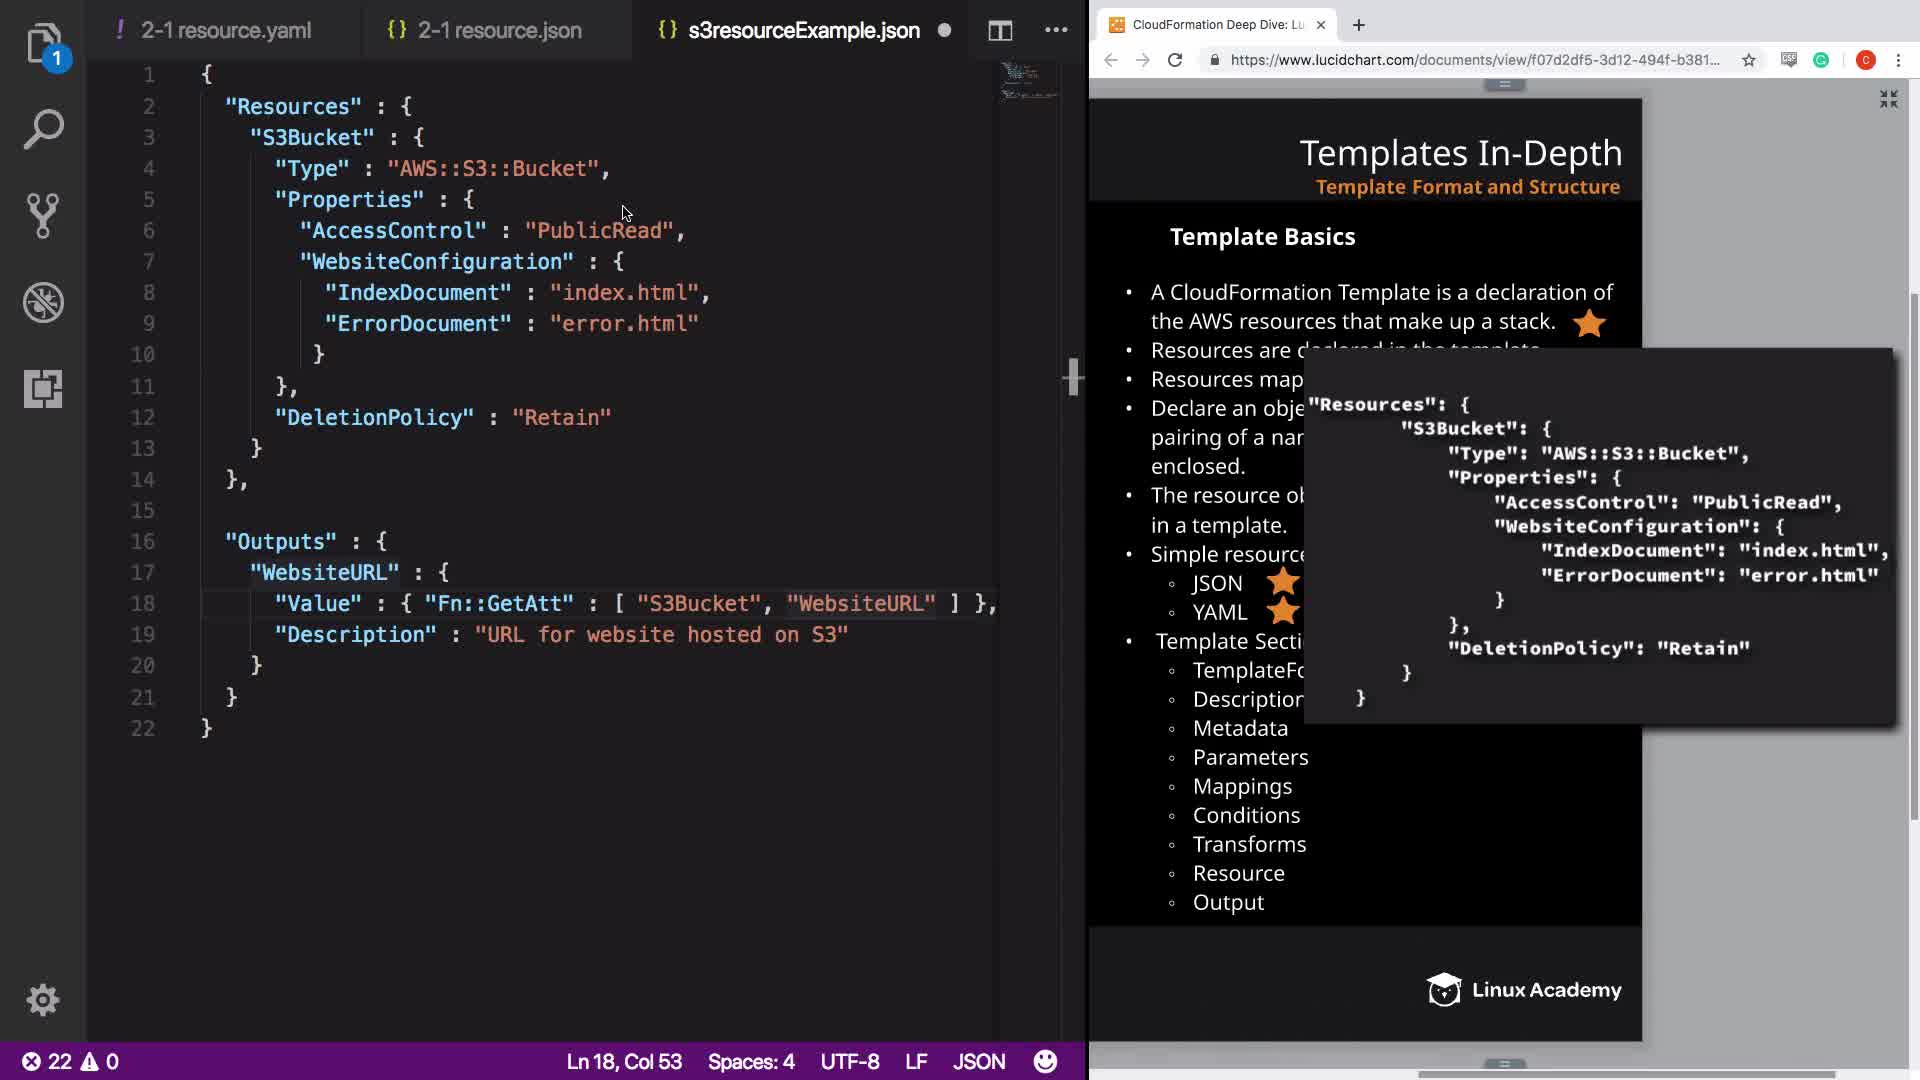 2-1 resource.yaml
{} 2-1 resource.json
{} s3resourceExample.json
1
1 {
2 "Resources" : {
3 "S3Bucket" : {
4 "Type" : "AWS::S3::Bucket",
5 "Properties" : {
6 "AccessControl" : "PublicRead",
7 "WebsiteConfiguration" : {
8 "IndexDocument" : "index.html",
9 "ErrorDocument" : "error.html"
10 }
11 },
12 "DeletionPolicy" : "Retain"
13 }
14 },
15
16 "Outputs" : {
17 "WebsiteURL" : {
18 "Value" : { "Fn::GetAtt" : [ "S3Bucket", "WebsiteURL" ] },
19 "Description" : "URL for website hosted on S3"
20 }
21 }
22 }
22 0
Ln 18, Col 53 Spaces: 4 UTF-8 LF JSON
CloudFormation Deep Dive: Lu
https://www.lucidchart.com/documents/view/f07d2df5-3d12-494f-b381...
C
Templates In-Depth
Template Format and Structure
Template Basics
• A CloudFormation Template is a declaration of
the AWS resources that make up a stack.
• Resources are declared in the template
• Resources map
• Declare an obje
pairing of a nar
enclosed.
• The resource ob
in a template.
• Simple resource
◦ JSON
◦ YAML
• Template Secti
◦ TemplateFo
◦ Description
◦ Metadata
◦ Parameters
◦ Mappings
◦ Conditions
◦ Transforms
◦ Resource
◦ Output
"Resources": {
"S3Bucket": {
"Type": "AWS::S3::Bucket",
"Properties": {
"AccessControl": "PublicRead",
"WebsiteConfiguration": {
"IndexDocument": "index.html",
"ErrorDocument": "error.html"
}
},
"DeletionPolicy": "Retain"
}
}
Linux Academy